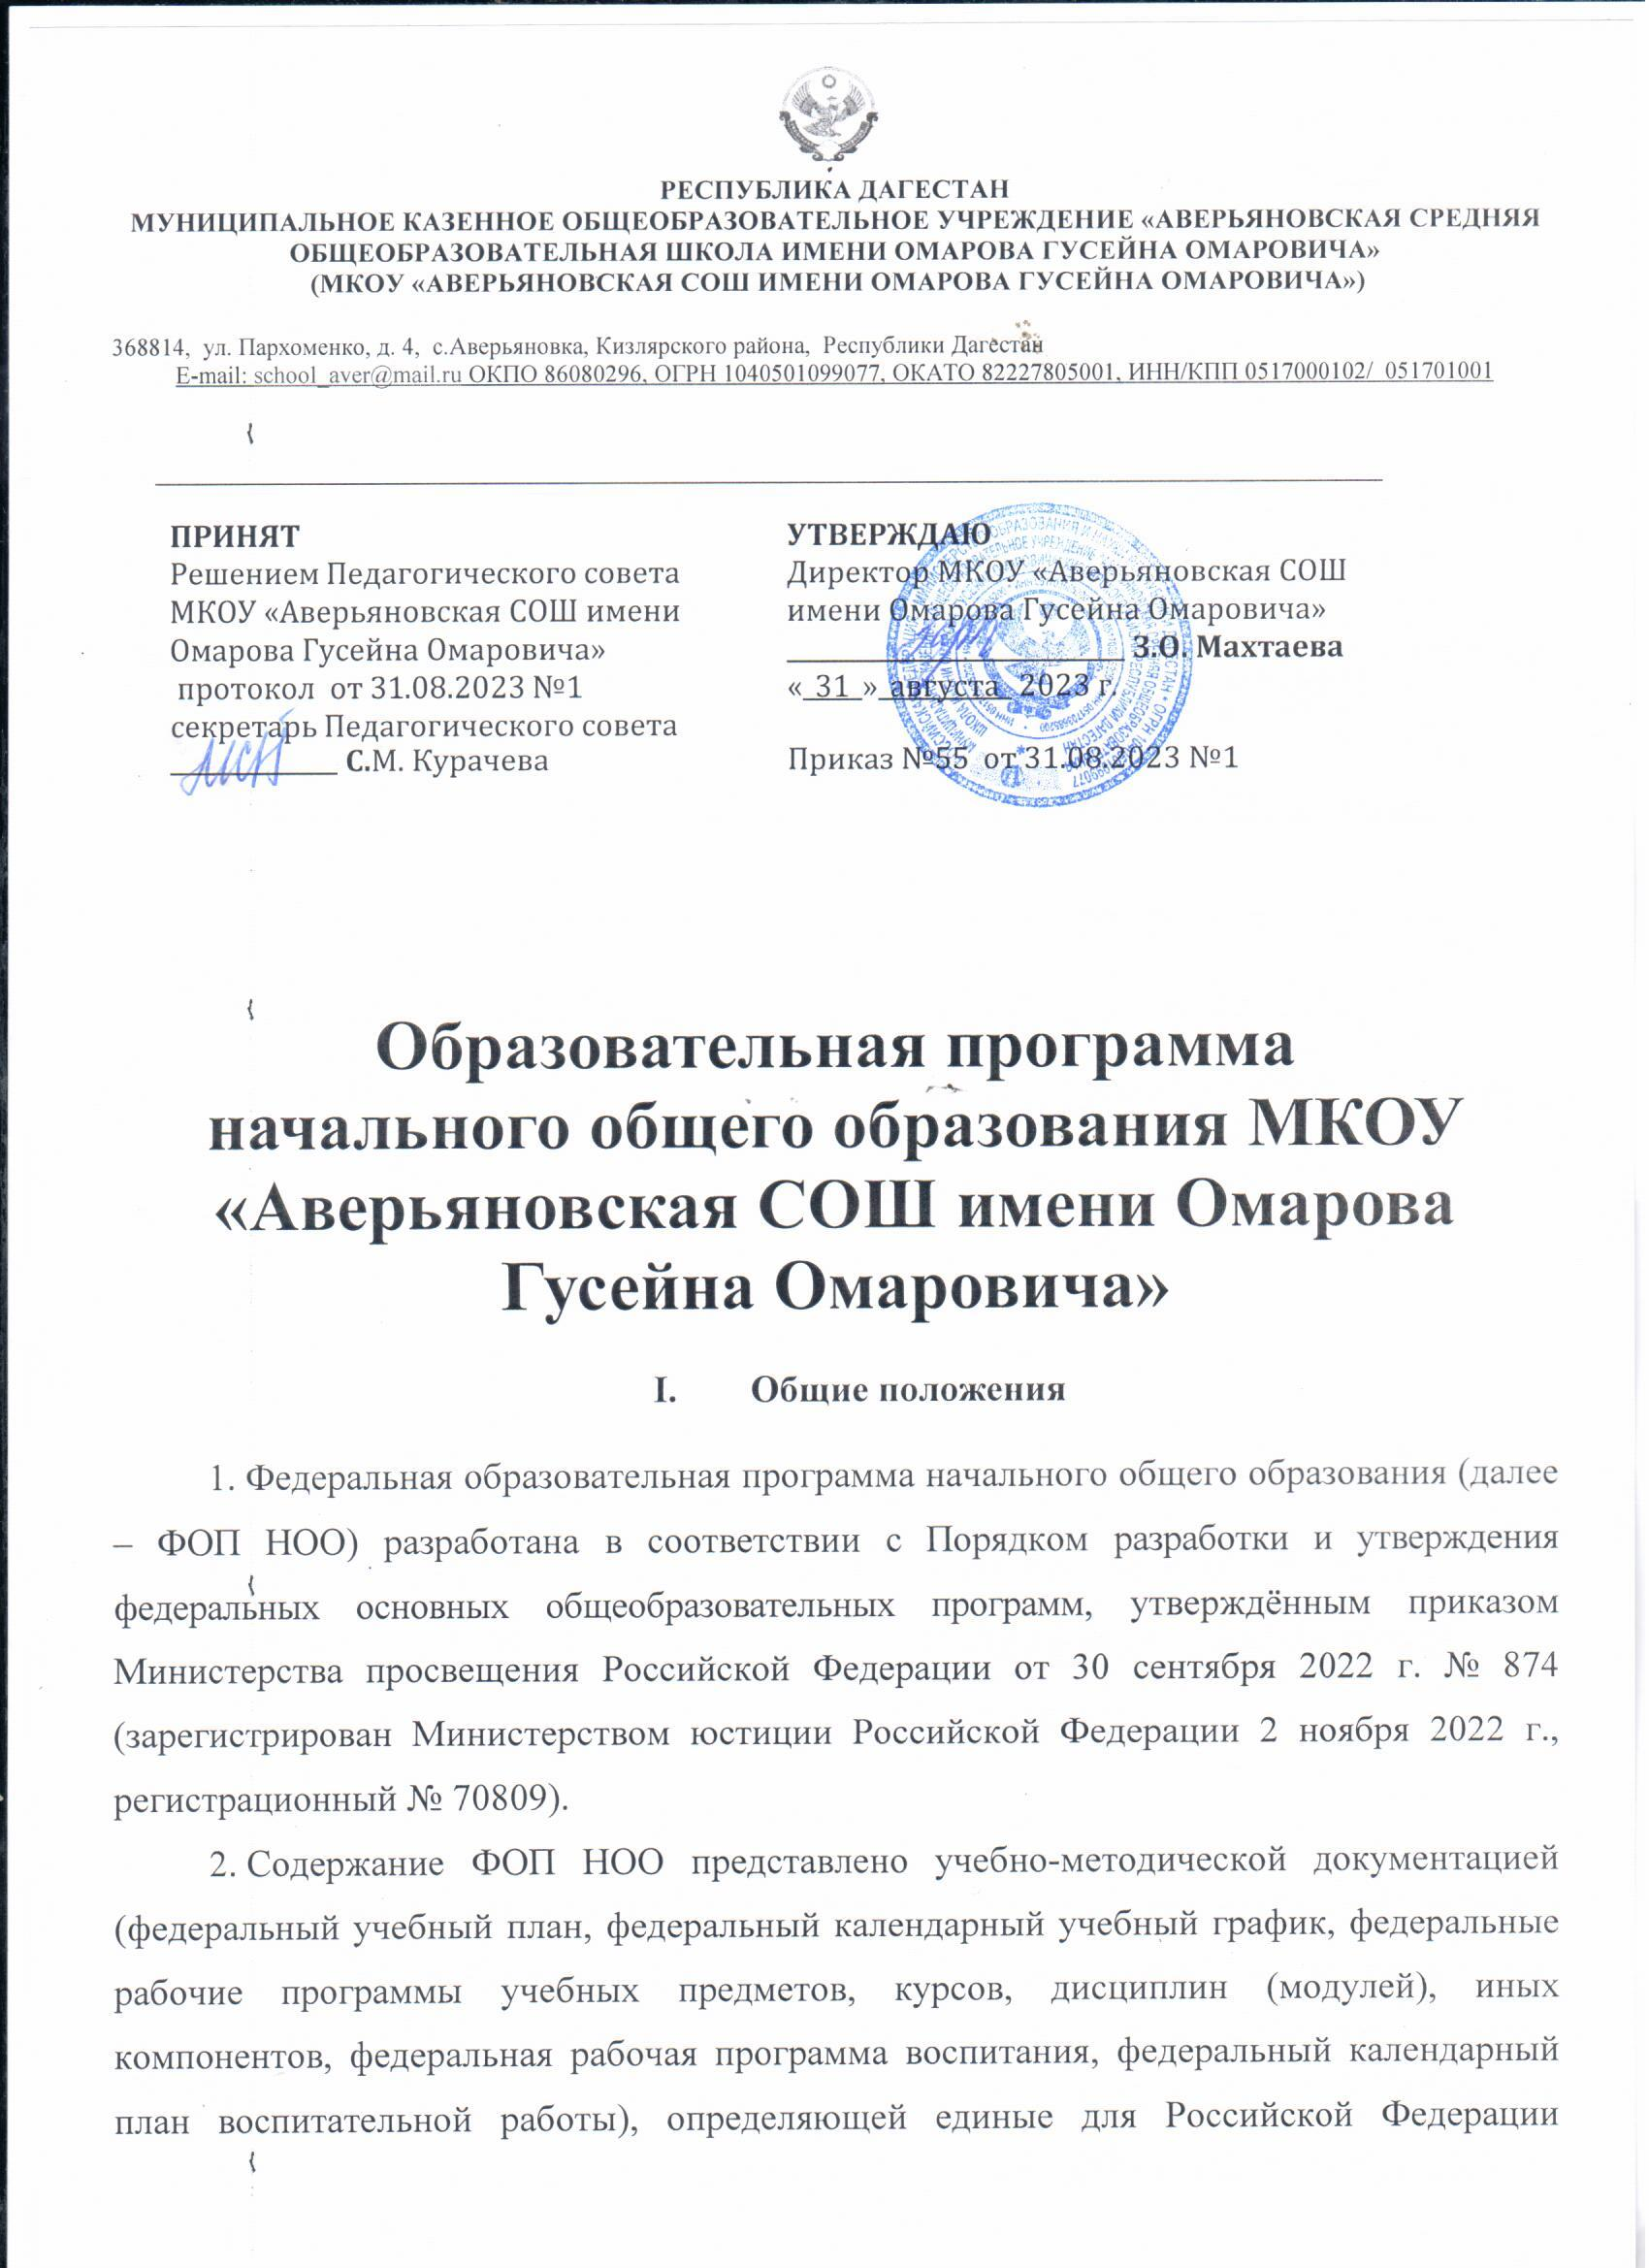 РЕСПУБЛИКА ДАГЕСТАН
МУНИЦИПАЛЬНОЕ КАЗЕННОЕ ОБЩЕОБРАЗОВАТЕЛЬНОЕ УЧРЕЖДЕНИЕ «АВЕРЬЯНОВСКАЯ СРЕДНЯЯ
ОБЩЕОБРАЗОВАТЕЛЬНАЯ ШКОЛА ИМЕНИ ОМАРОВА ГУСЕЙНА ОМАРОВИЧА»
(МКОУ «АВЕРЬЯНОВСКАЯ СОШ ИМЕНИ ОМАРОВА ГУСЕЙНА ОМАРОВИЧА»)
368814, ул. Пархоменко, д. 4, с.Аверьяновка, Кизлярского района, Республики Дагестан
E-mail: school_aver@mail.ru ОКПО 86080296, ОГРН 1040501099077, ОКАТО 82227805001, ИНН/КПП 0517000102/ 051701001
ПРИНЯТ
Решением Педагогического совета
МКОУ «Аверьяновская СОШ имени
Омарова Гусейна Омаровича»
протокол от 31.08.2023 №1
секретарь Педагогического совета
____________ С.М. Курачева
УТВЕРЖДАЮ
Директор МКОУ «Аверьяновская СОШ
имени Омарова Гусейна Омаровича»
______________________ З.О. Махтаева
«_31_»_августа_ 2023 г.
Приказ №55 от 31.08.2023 №1
Образовательная программа
начального общего образования МКОУ
«Аверьяновская СОШ имени Омарова
Гусейна Омаровича»
I. Общие положения
1. Федеральная образовательная программа начального общего образования (далее
– ФОП НОО) разработана в соответствии с Порядком разработки и утверждения
федеральных основных общеобразовательных программ, утверждённым приказом
Министерства просвещения Российской Федерации от 30 сентября 2022 г. № 874
(зарегистрирован Министерством юстиции Российской Федерации 2 ноября 2022 г.,
регистрационный № 70809).
2. Содержание ФОП НОО представлено учебно-методической документацией
(федеральный учебный план, федеральный календарный учебный график, федеральные
рабочие программы учебных предметов, курсов, дисциплин (модулей), иных
компонентов, федеральная рабочая программа воспитания, федеральный календарный
план воспитательной работы), определяющей единые для Российской Федерации